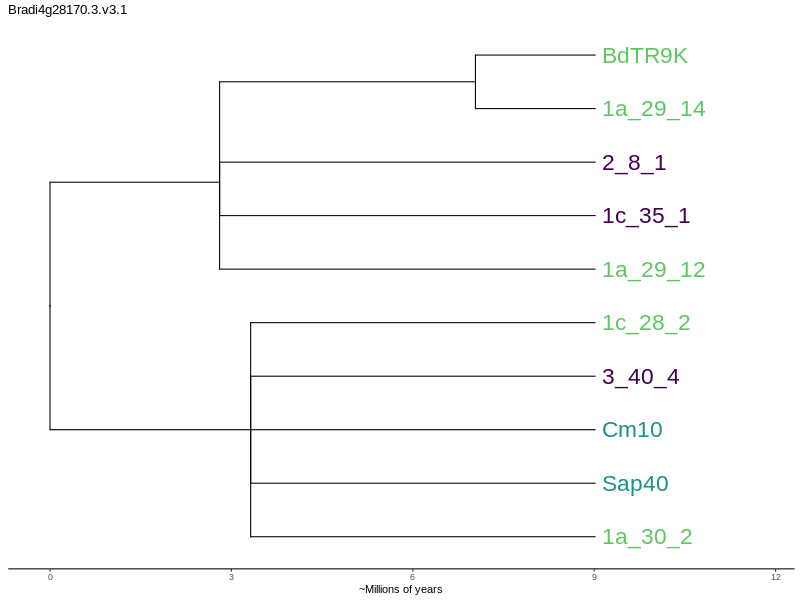 Bradi4g28170.3.v3.1
BdTR9K
1a_29_14
2_8_1
1c_35_1
1a_29_12
1c_28_2
3_40_4
Cm10
Sap40
1a_30_2
0 3 6 9 12
~Millions of years